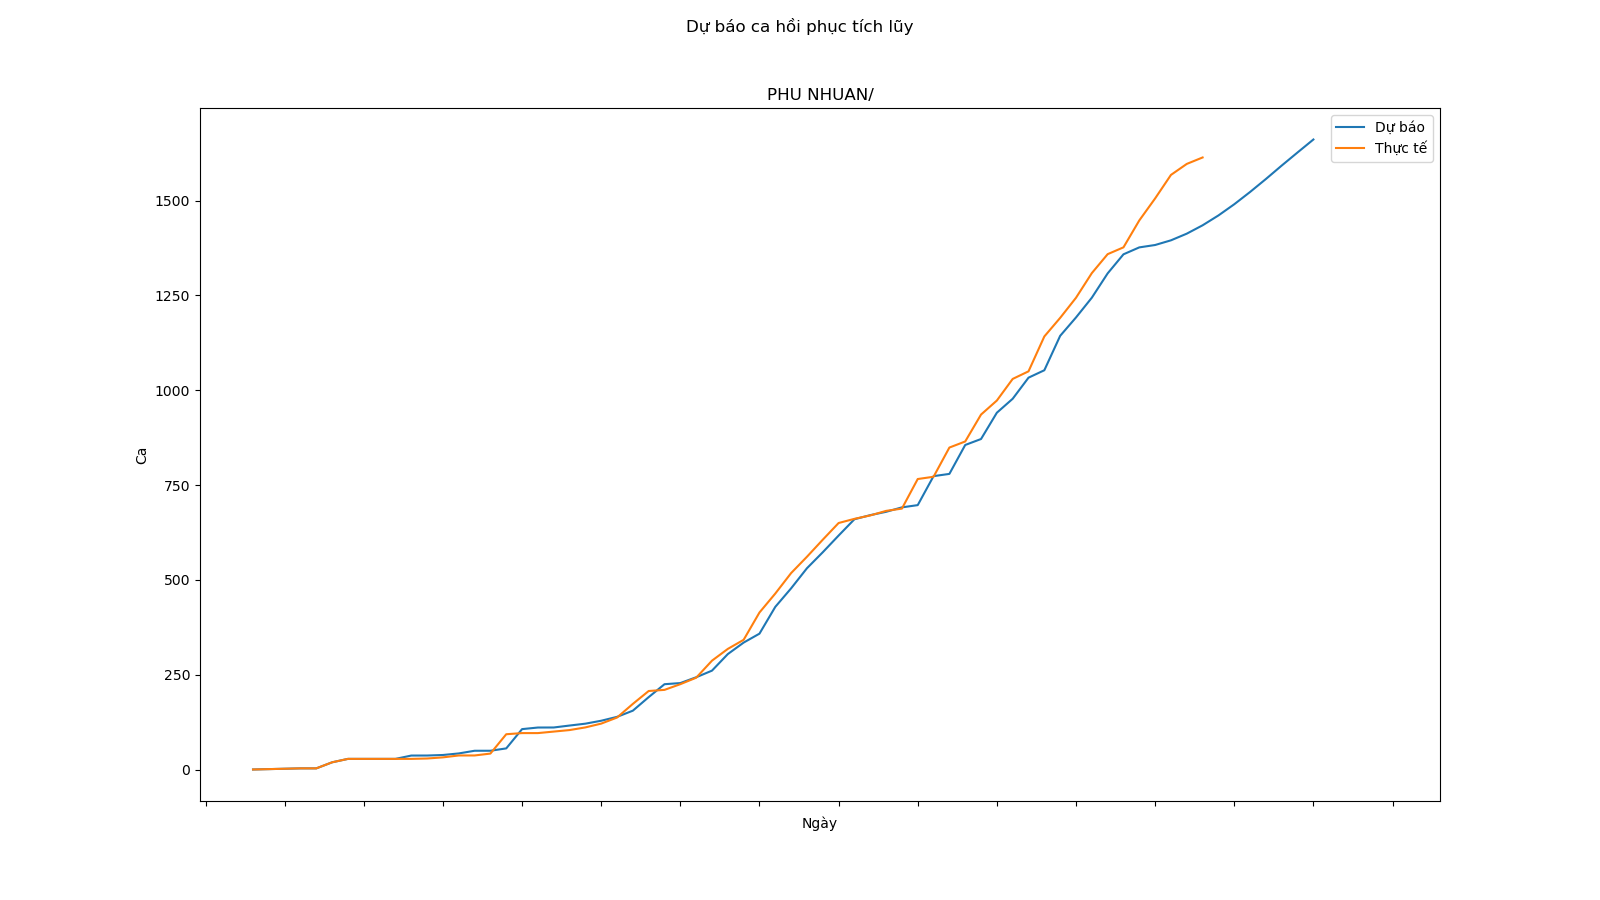 Dự báo ca hồi phục tích lũy
PHU NHUAN/
Dự báo
Thực tế
1500
1250
1000
750
500
250
0
Ca
Ngày